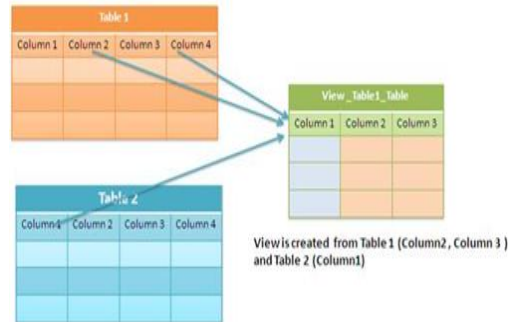 Table 1
Column 1 Column 2 Column 3 Column 4
View_Table1_Table
Column 1 Column 2 Column 3
Table 2
Column1 Column 2 Column 3 Column 4
View is created from Table 1 (Column2, Column 3 )
and Table 2 (Column1)